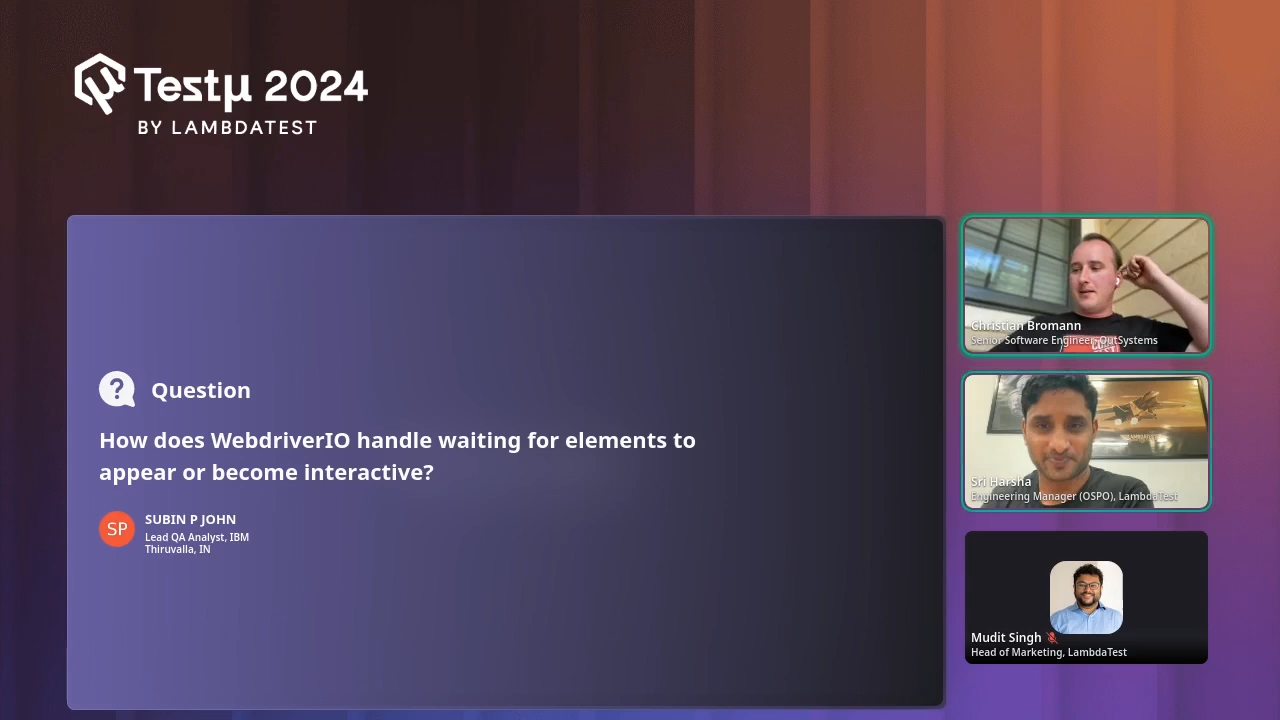 Testμ 2024
BY LAMBDATEST
Question
How does WebdriverIO handle waiting for elements to
appear or become interactive?
SP
SUBIN P JOHN
Lead QA Analyst, IBM
Thiruvalla, IN
Christian Bromann
Senior Software Engineer, OutSystems
Sri Harsha
Engineering Manager (OSPO), LambdaTest
Mudit Singh
Head of Marketing, LambdaTest